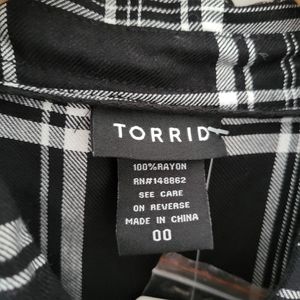 TORRID
100%RAYON
RN#148862
SEE CARE
ON REVERSE
MADE IN CHINA
00